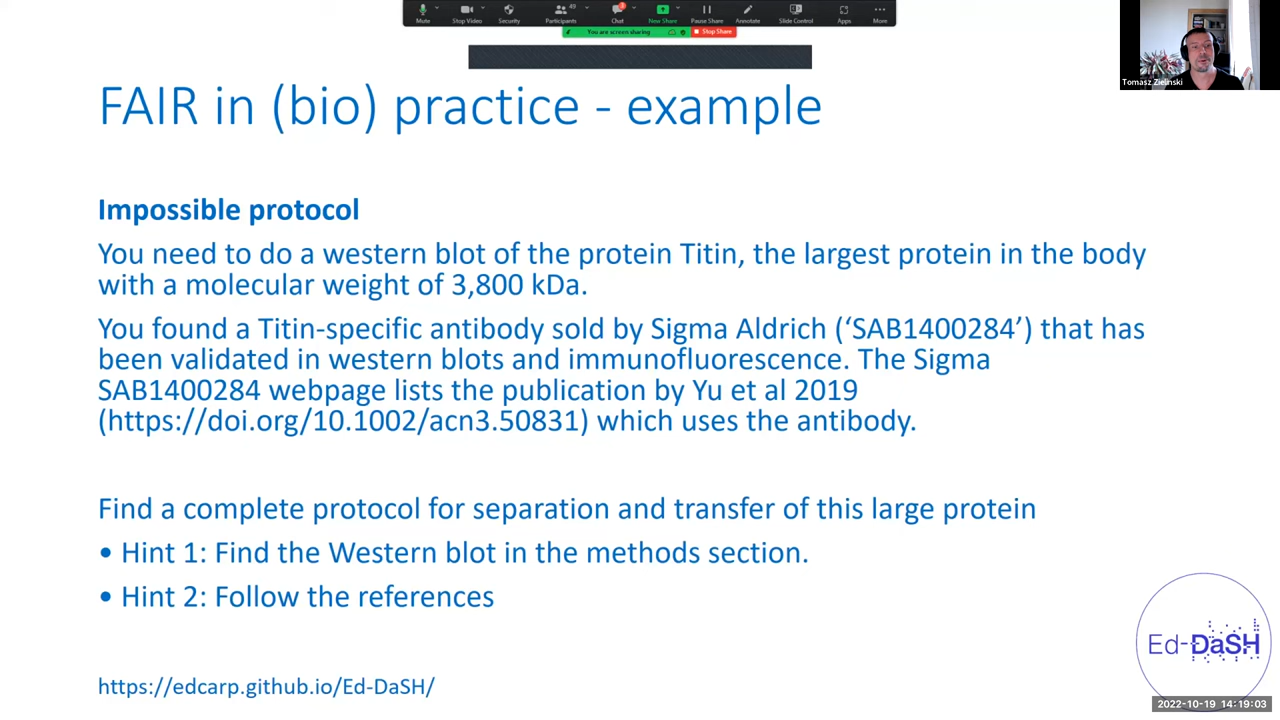 Mute
Stop Video
Security
Participants
49
Chat
3
New Share
Pause Share
Annotate
Slide Control
Apps
More
You are screen sharing
Stop Share
Tomasz Zielinski
FAIR in (bio) practice - example
Impossible protocol
You need to do a western blot of the protein Titin, the largest protein in the body
with a molecular weight of 3,800 kDa.
You found a Titin-specific antibody sold by Sigma Aldrich (‘SAB1400284’) that has
been validated in western blots and immunofluorescence. The Sigma
SAB1400284 webpage lists the publication by Yu et al 2019
(https://doi.org/10.1002/acn3.50831) which uses the antibody.
Find a complete protocol for separation and transfer of this large protein
• Hint 1: Find the Western blot in the methods section.
• Hint 2: Follow the references
Ed-DaSH
https://edcarp.github.io/Ed-DaSH/
2022-10-19 14:19:03